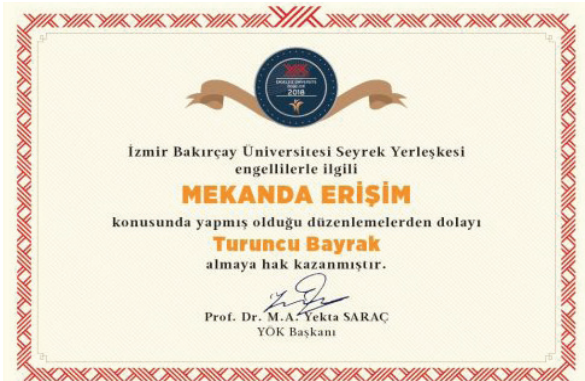 2018
İzmir Bakırçay Üniversitesi Seyrek Yerleşkesi
engellilerle ilgili
MEKANDA ERİŞİM
konusunda yapmış olduğu düzenlemelerden dolayı
Turuncu Bayrak
almaya hak kazanmıştır.
Prof. Dr. M.A. Yekta SARAÇ
YÖK Başkanı